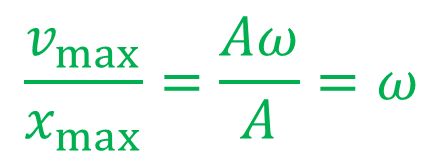 v_max / x_max = Aω / A = ω